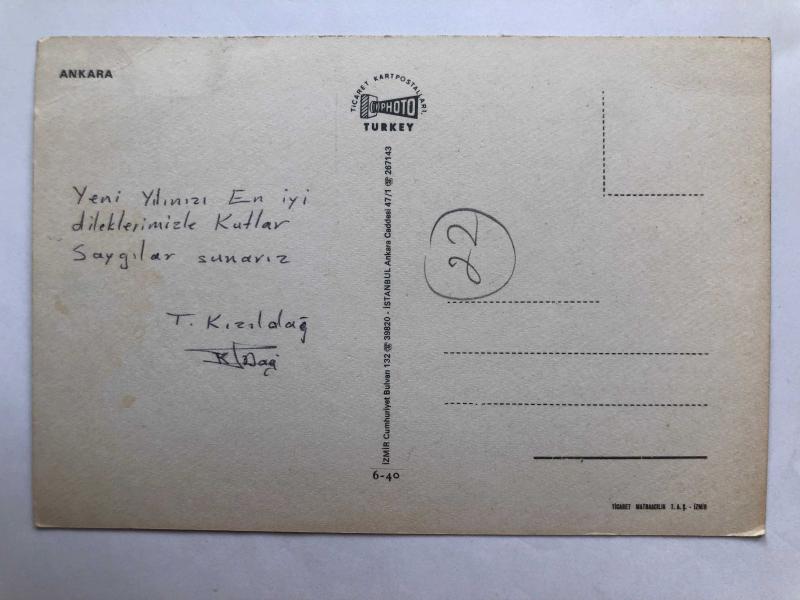 ANKARA
TİCARET KARTPOSTALLARI,
PHOTO
TURKEY
Yeni Yılınızı En iyi
dileklerimizle Kutlar
Saygılar sunarız
T. Kızıldağ
İZMİR Cumhuriyet Bulvarı 132 ☏ 39820 - İSTANBUL Ankara Caddesi 47/1 ☏ 267143
22
6-40
TİCARET MATBAACILIK T.A.Ş. - İZMİR